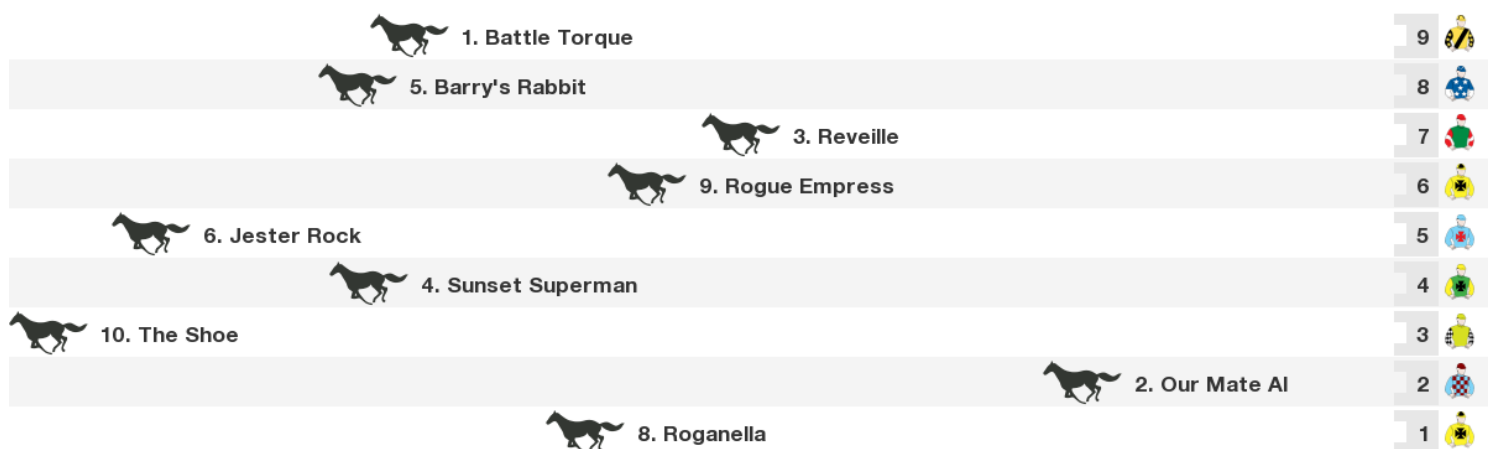 1. Battle Torque 9
5. Barry's Rabbit 8
3. Reveille 7
9. Rogue Empress 6
6. Jester Rock 5
4. Sunset Superman 4
10. The Shoe 3
2. Our Mate Al 2
8. Roganella 1